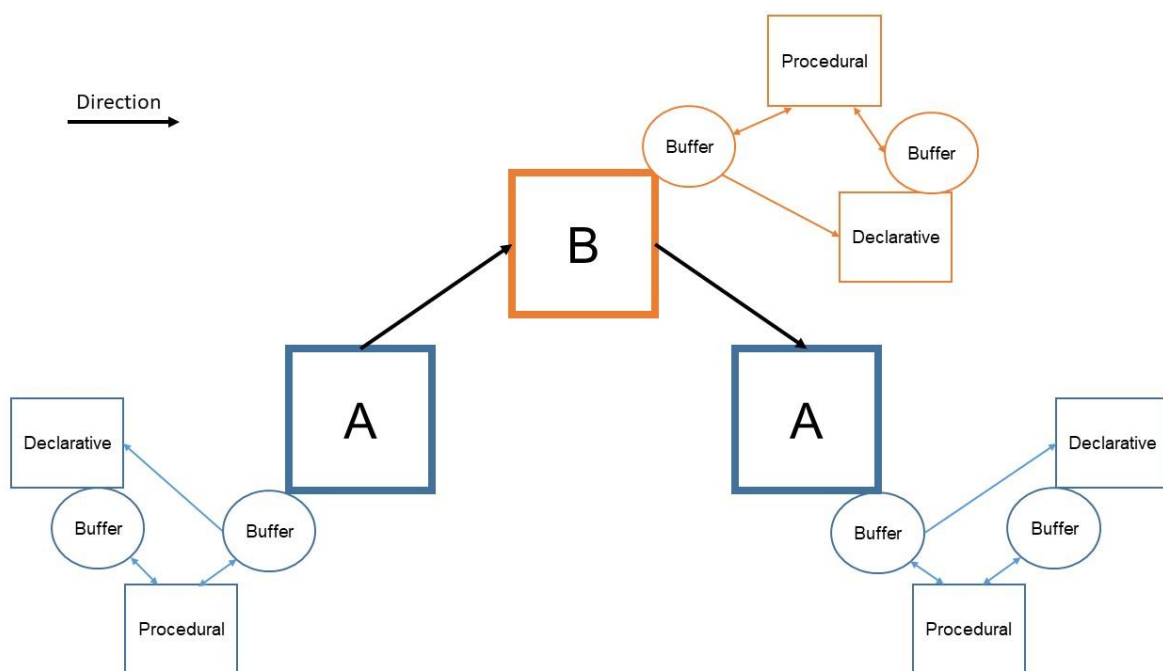 Procedural
Direction
Buffer
Buffer
B
Declarative
A
A
Declarative
Declarative
Buffer
Buffer
Buffer
Buffer
Procedural
Procedural